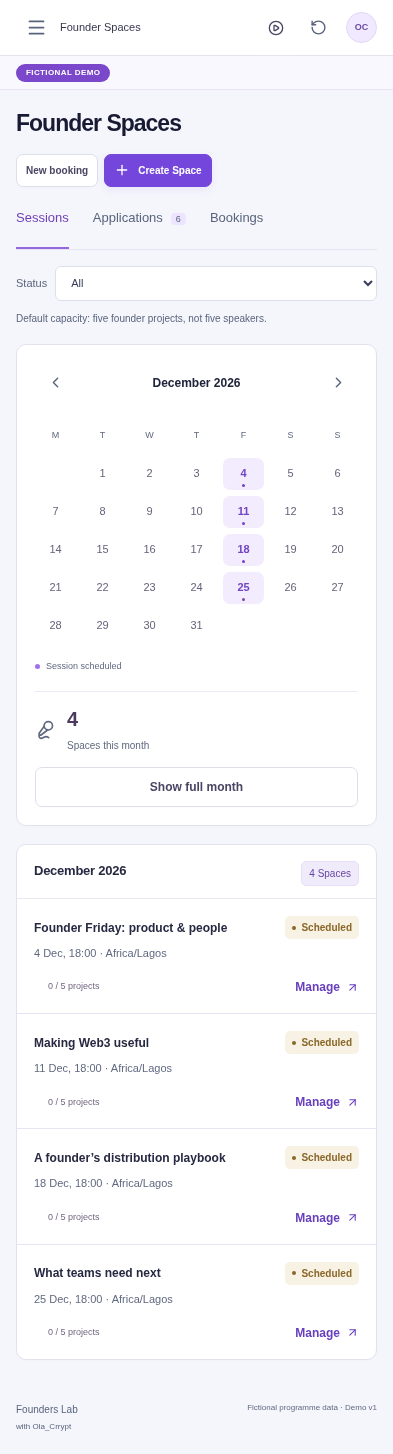 Founder Spaces
OC
FICTIONAL DEMO
Founder Spaces
New booking
Create Space
Sessions
Applications 6
Bookings
Status
All
Default capacity: five founder projects, not five speakers.
December 2026
M T W T F S S
1 2 3 4 5 6
7 8 9 10 11 12 13
14 15 16 17 18 19 20
21 22 23 24 25 26 27
28 29 30 31
Session scheduled
4
Spaces this month
Show full month
December 2026
4 Spaces
Founder Friday: product & people
Scheduled
4 Dec, 18:00 · Africa/Lagos
0 / 5 projects
Manage
Making Web3 useful
Scheduled
11 Dec, 18:00 · Africa/Lagos
0 / 5 projects
Manage
A founder’s distribution playbook
Scheduled
18 Dec, 18:00 · Africa/Lagos
0 / 5 projects
Manage
What teams need next
Scheduled
25 Dec, 18:00 · Africa/Lagos
0 / 5 projects
Manage
Founders Lab
with Ola_Crrypt
Fictional programme data · Demo v1